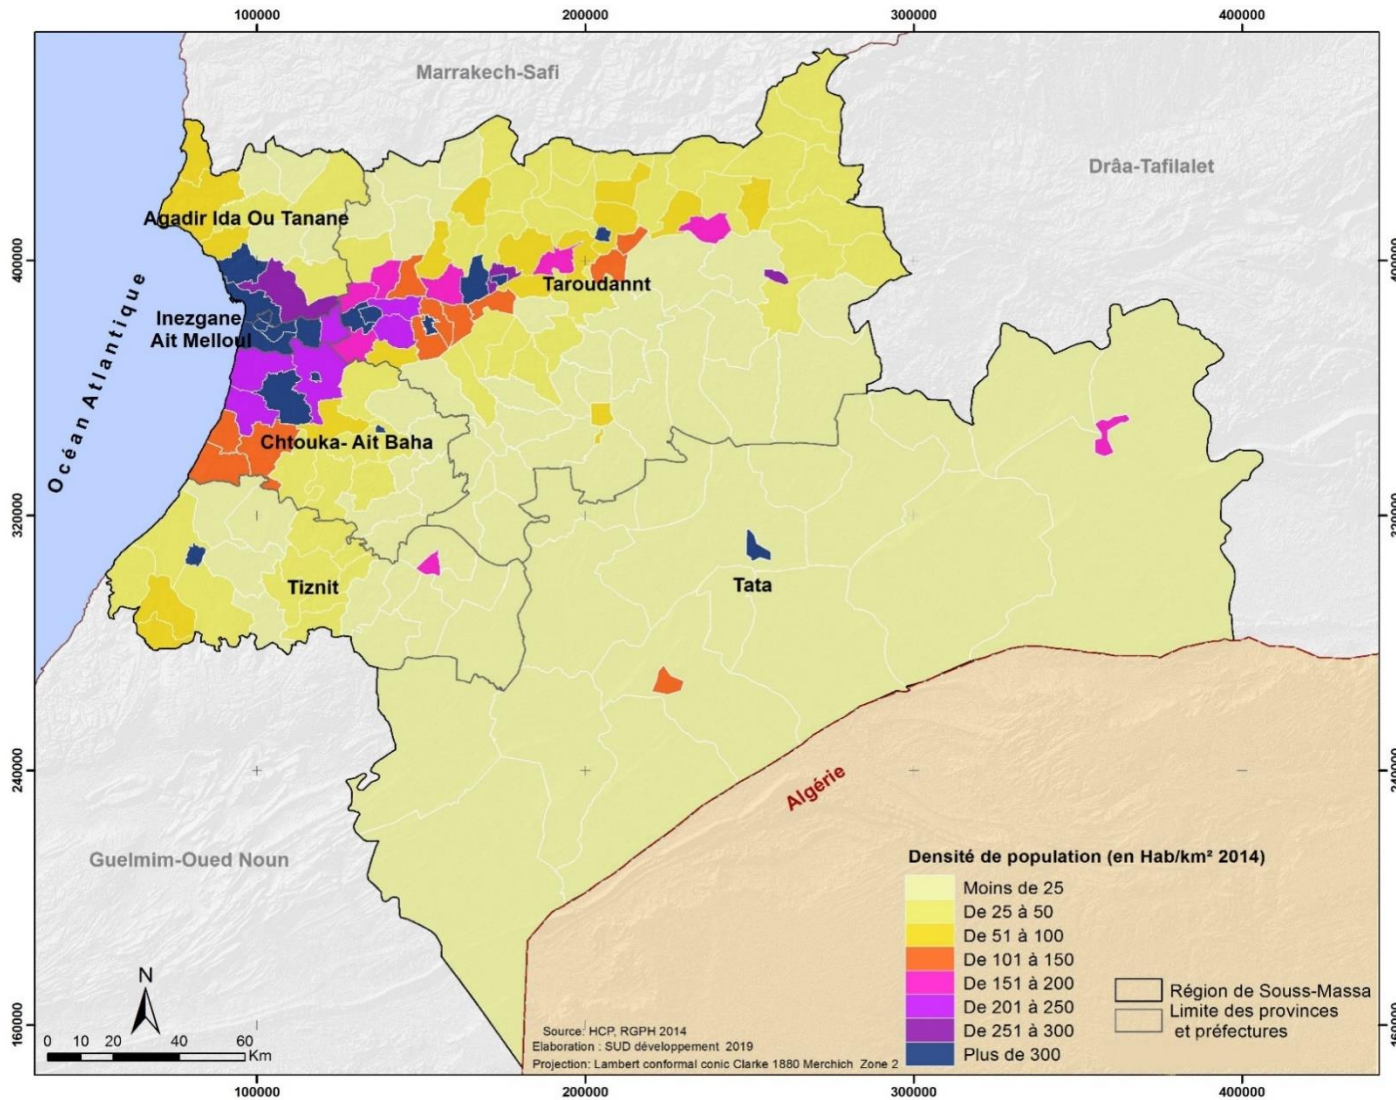 100000 200000 300000 400000
Marrakech-Safi
Drâa-Tafilalet
Agadir Ida Ou Tanane
400000 400000
Taroudannt
Inezgane
Ait Melloul
Océan Atlantique
Chtouka- Ait Baha
320000 320000
Tiznit
Tata
240000 240000
Algérie
Guelmim-Oued Noun
Densité de population (en Hab/km² 2014)
Moins de 25
De 25 à 50
De 51 à 100
De 101 à 150
De 151 à 200
De 201 à 250
De 251 à 300
Plus de 300
Région de Souss-Massa
Limite des provinces
et préfectures
N
0 10 20 40 60
Km
160000 160000
Source: HCP, RGPH 2014
Elaboration : SUD développement 2019
Projection: Lambert conformal conic Clarke 1880 Merchich Zone 2
100000 200000 300000 400000